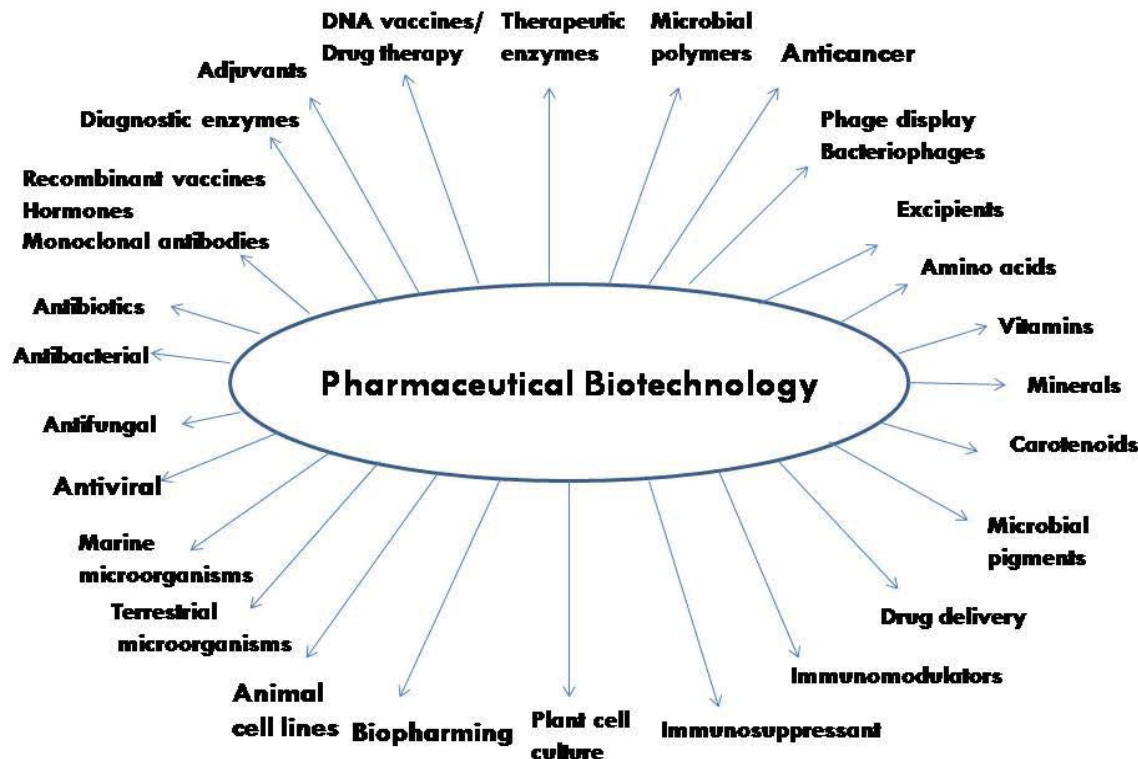 DNA vaccines/
Drug therapy
Therapeutic
enzymes
Microbial
polymers
Anticancer
Adjuvants
Diagnostic enzymes
Phage display
Bacteriophages
Recombinant vaccines
Hormones
Monoclonal antibodies
Excipients
Amino acids
Antibiotics
Vitamins
Antibacterial
Pharmaceutical Biotechnology
Minerals
Antifungal
Carotenoids
Antiviral
Microbial
pigments
Marine
microorganisms
Terrestrial
microorganisms
Drug delivery
Immunomodulators
Animal
cell lines
Biopharming
Plant cell
culture
Immunosuppressant